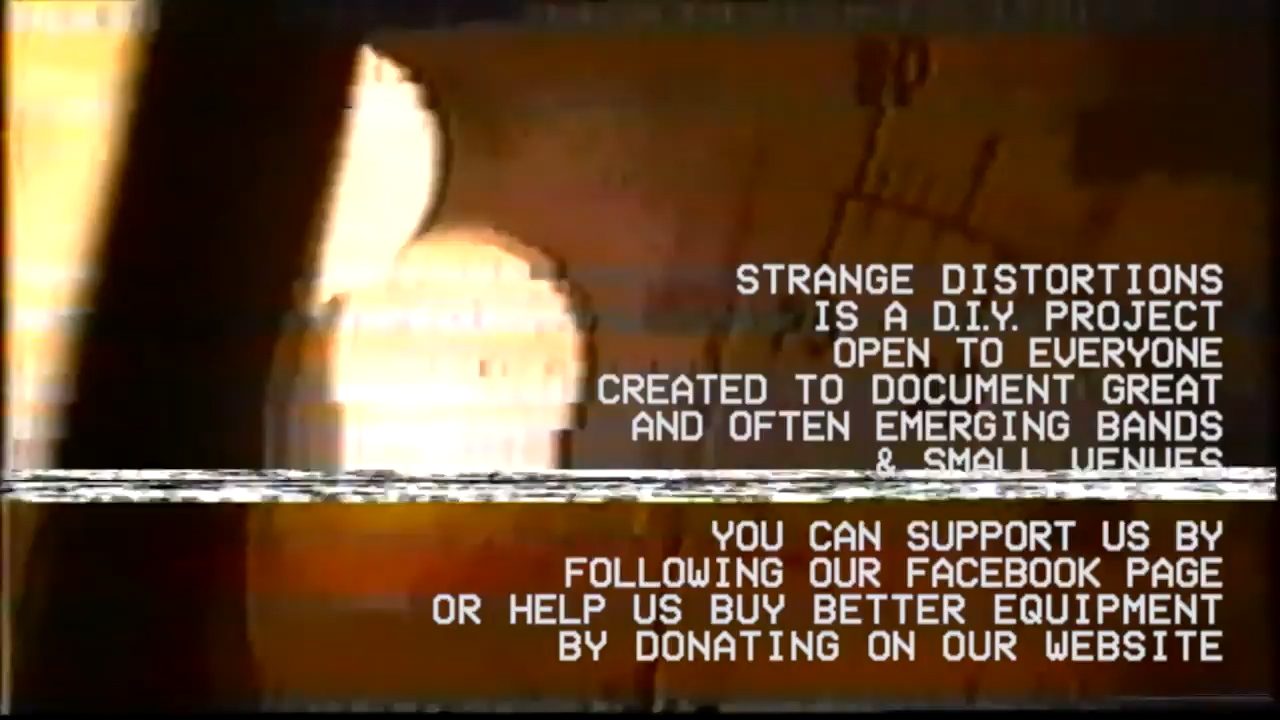 STRANGE DISTORTIONS
IS A D.I.Y. PROJECT
OPEN TO EVERYONE
CREATED TO DOCUMENT GREAT
AND OFTEN EMERGING BANDS
& SMALL VENUES
YOU CAN SUPPORT US BY
FOLLOWING OUR FACEBOOK PAGE
OR HELP US BUY BETTER EQUIPMENT
BY DONATING ON OUR WEBSITE